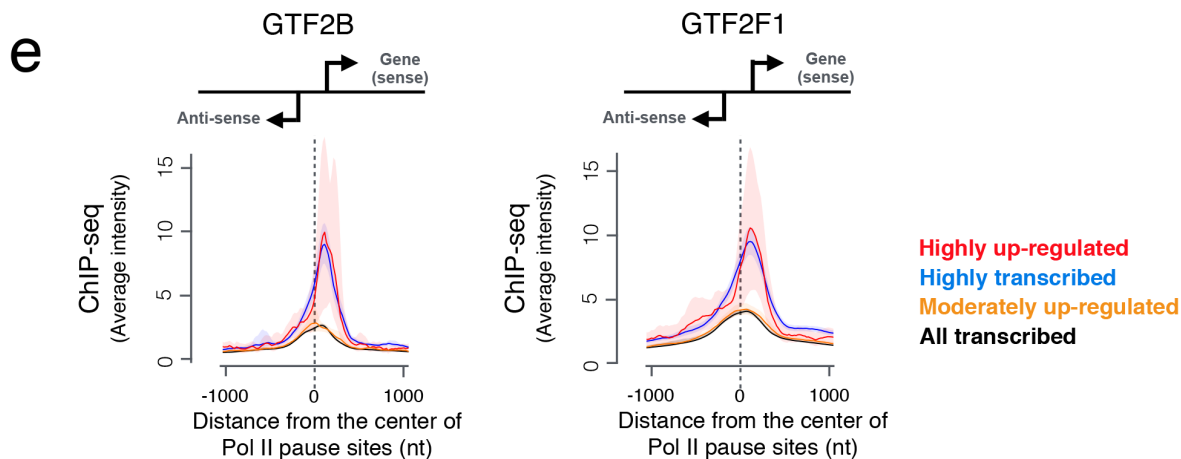 e
GTF2B
Gene
(sense)
Anti-sense
ChIP-seq
(Average intensity)
15
10
5
0
-1000
0
1000
Distance from the center of
Pol II pause sites (nt)
GTF2F1
Gene
(sense)
Anti-sense
ChIP-seq
(Average intensity)
15
10
5
0
-1000
0
1000
Distance from the center of
Pol II pause sites (nt)
Highly up-regulated
Highly transcribed
Moderately up-regulated
All transcribed